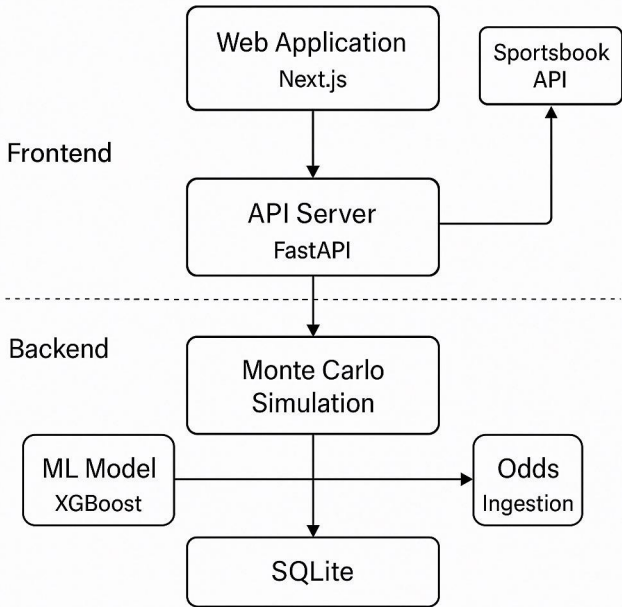 Web Application
Next.js
Sportsbook
API
Frontend
API Server
FastAPI
Backend
Monte Carlo
Simulation
ML Model
XGBoost
Odds
Ingestion
SQLite